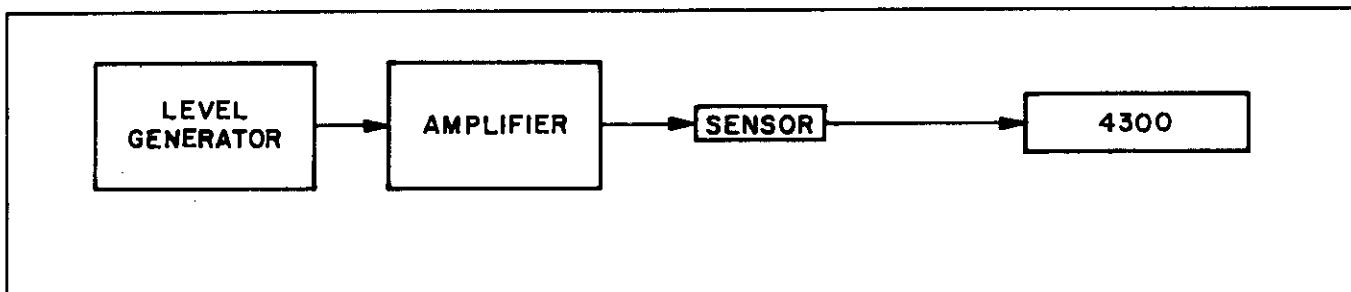 LEVEL
GENERATOR
AMPLIFIER
SENSOR
4300